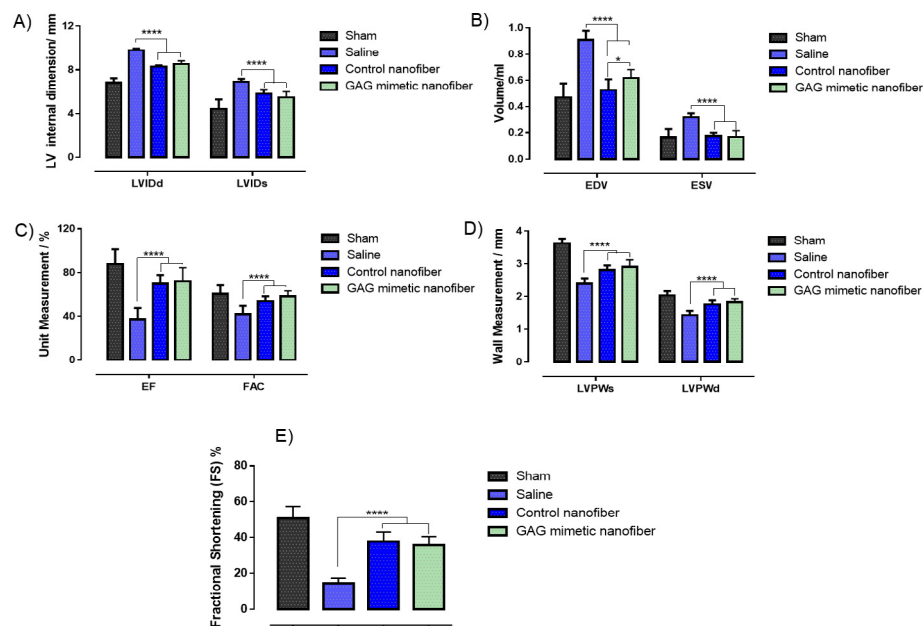 A)
LV internal dimension/ mm
12
8
4
0
****
****
LVIDd
LVIDs
Sham
Saline
Control nanofiber
GAG mimetic nanofiber
B)
Volume/ml
1.0
0.8
0.6
0.4
0.2
0.0
****
*
****
EDV
ESV
Sham
Saline
Control nanofiber
GAG mimetic nanofiber
C)
Unit Measurement / %
120
80
40
0
****
****
EF
FAC
Sham
Saline
Control nanofiber
GAG mimetic nanofiber
D)
Wall Measurement / mm
4
3
2
1
0
****
****
LVPWs
LVPWd
Sham
Saline
Control nanofiber
GAG mimetic nanofiber
E)
Fractional Shortening (FS) %
80
60
40
20
0
****
Sham
Saline
Control nanofiber
GAG mimetic nanofiber